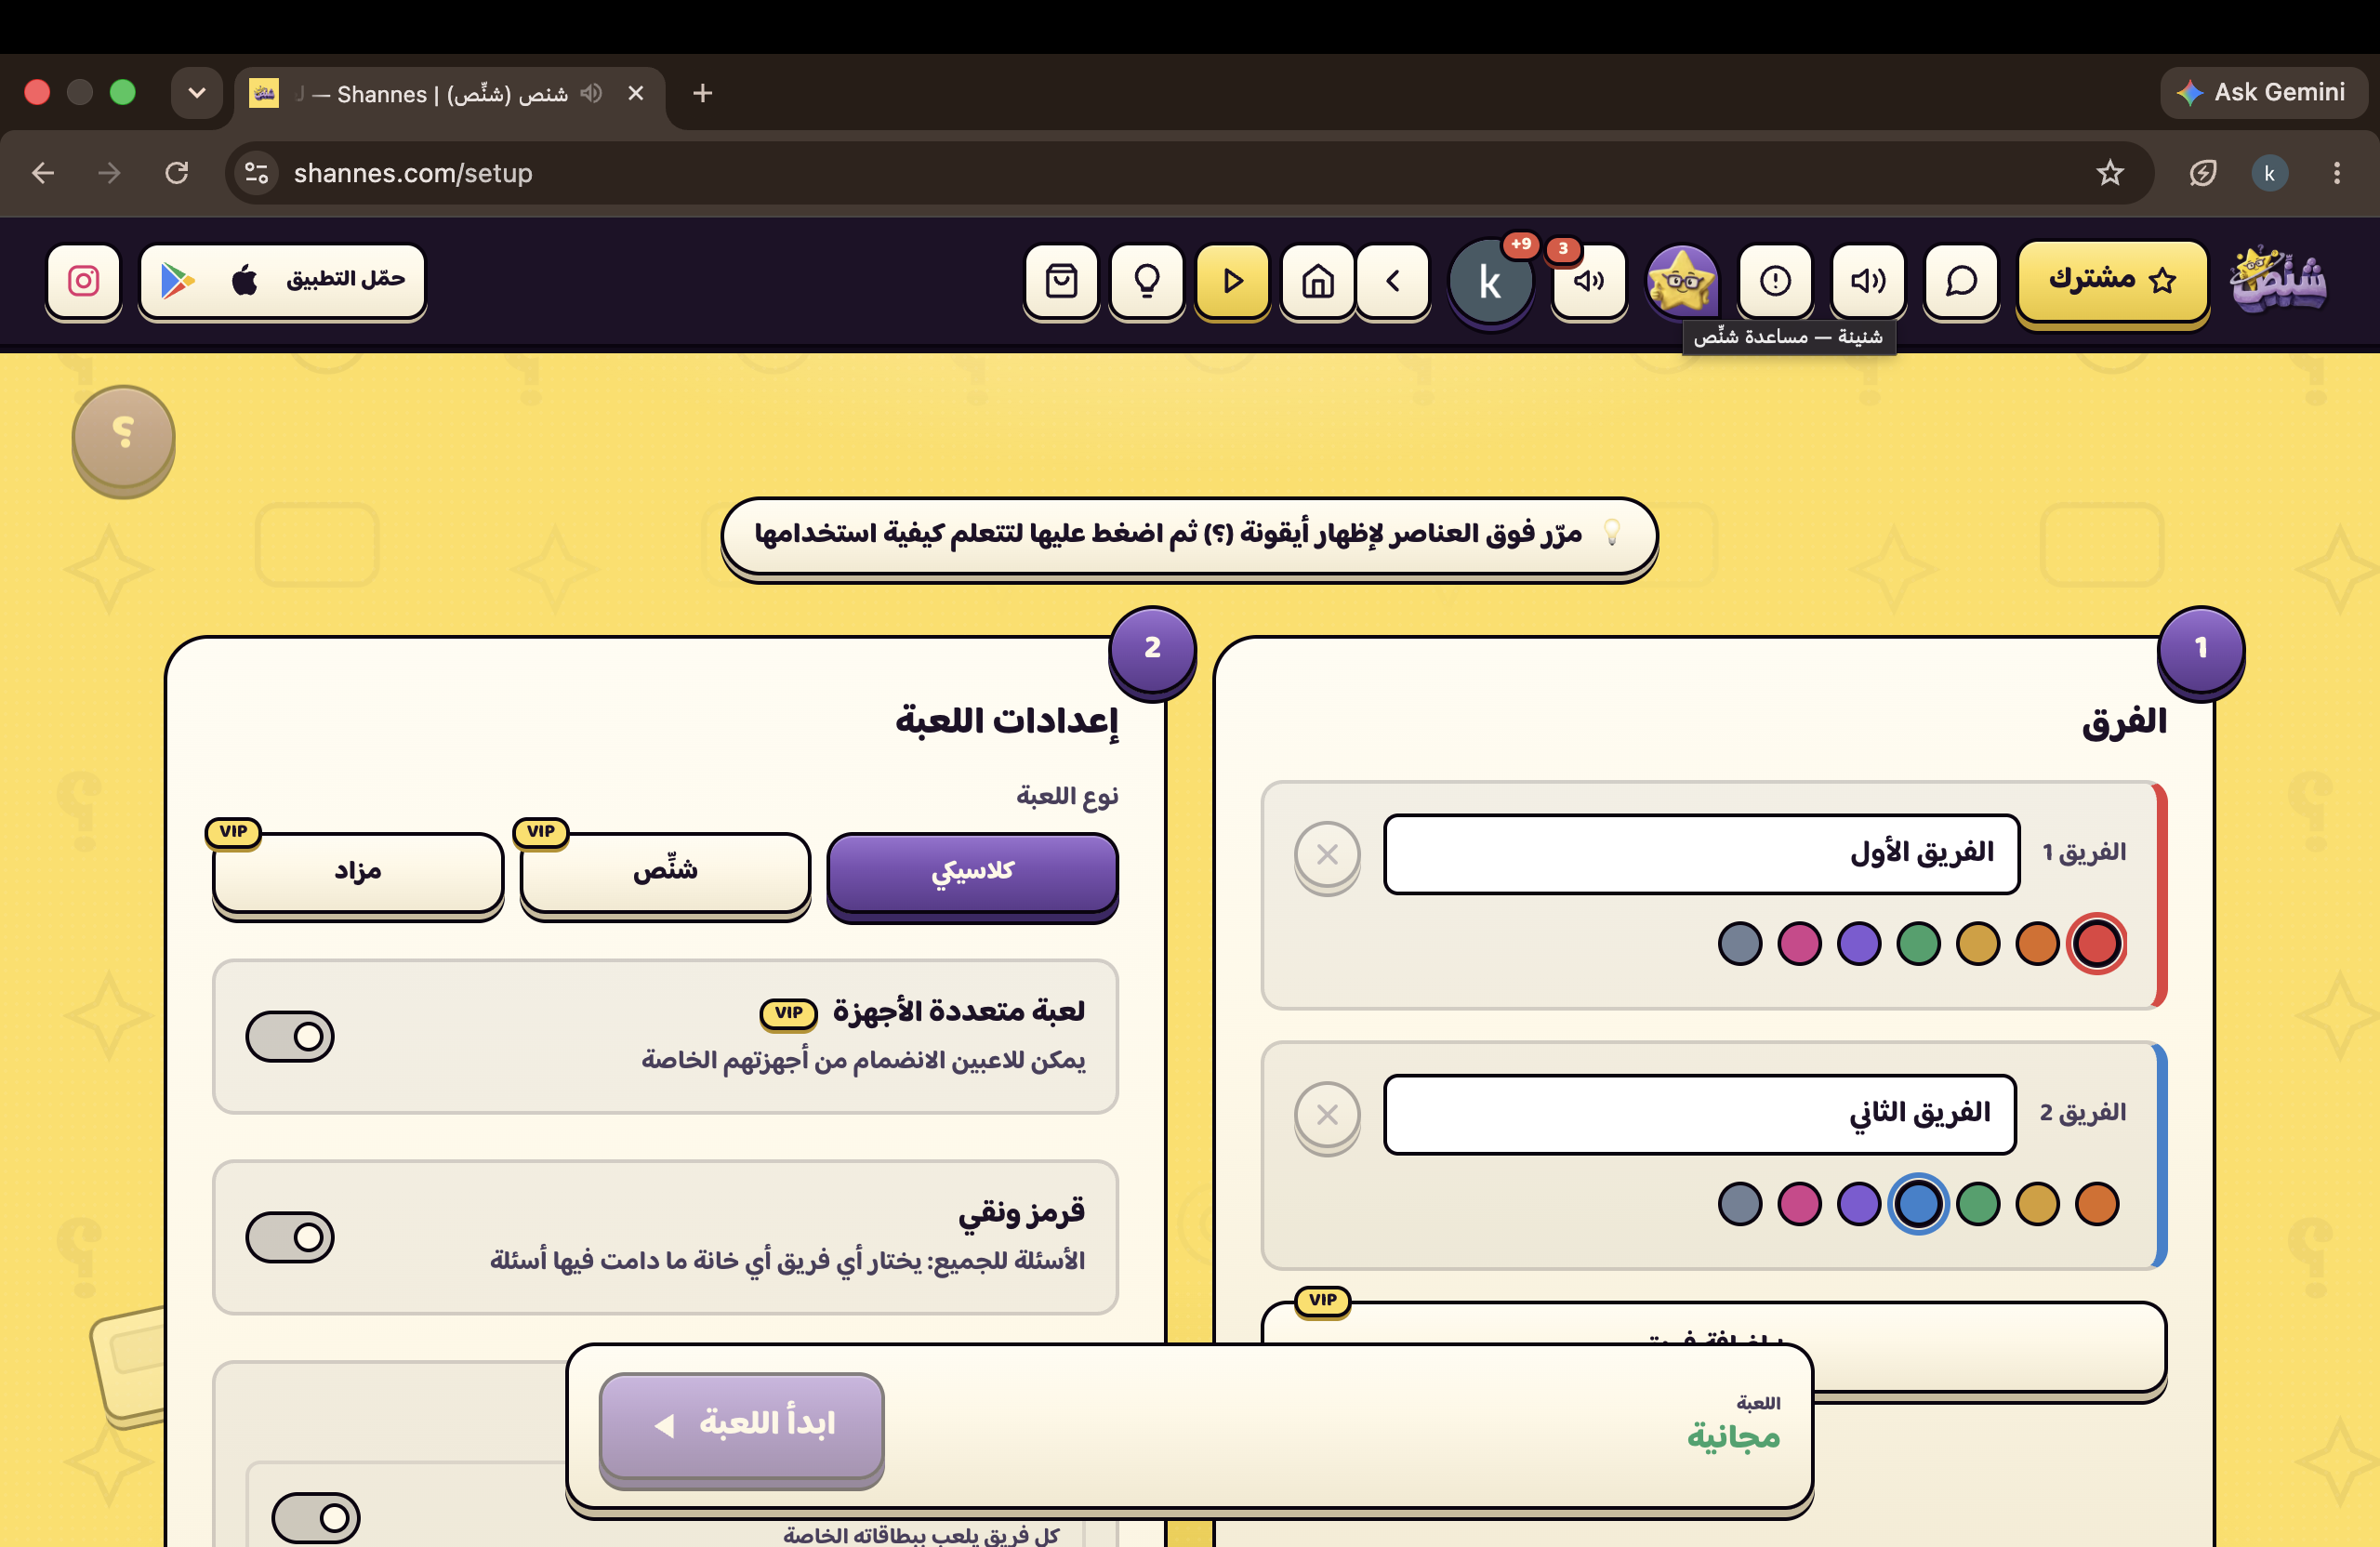 شنص (شنِّص) | Shannes —
Ask Gemini
shannes.com/setup
k
شنّص
مشترك
3
+9
k
حمّل التطبيق
شنينة — مساعدة شنِّص
؟
مرّر فوق العناصر لإظهار أيقونة (؟) ثم اضغط عليها لتتعلم كيفية استخدامها
1
الفرق
الفريق 1
الفريق الأول
الفريق 2
الفريق الثاني
VIP
2
إعدادات اللعبة
نوع اللعبة
كلاسيكي
شنِّص
VIP
مزاد
VIP
لعبة متعددة الأجهزة VIP
يمكن للاعبين الانضمام من أجهزتهم الخاصة
قرمز ونقي
الأسئلة للجميع: يختار أي فريق أي خانة ما دامت فيها أسئلة
كل فريق يلعب ببطاقاته الخاصة
اللعبة
مجانية
ابدأ اللعبة